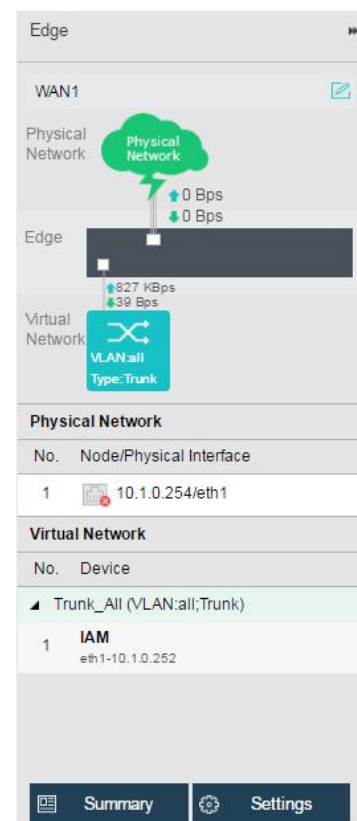 Edge
WAN1
Physical
Network
Physical
Network
0 Bps
0 Bps
Edge
827 KBps
39 Bps
Virtual
Network
VLAN:all
Type:Trunk
Physical Network
No. Node/Physical Interface
1 10.1.0.254/eth1
Virtual Network
No. Device
Trunk_All (VLAN:all;Trunk)
1 IAM
eth1-10.1.0.252
Summary Settings